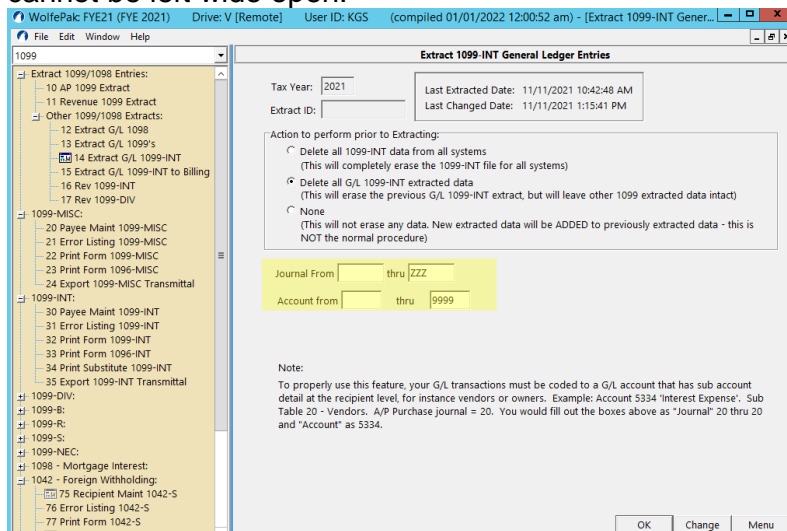 cannot be left wide open.
WolfePak: FYE21 (FYE 2021) Drive: V [Remote] User ID: KGS (compiled 01/01/2022 12:00:52 am) - [Extract 1099-INT Gener...
File Edit Window Help
1099
Extract 1099-INT General Ledger Entries
Extract 1099/1098 Entries:
10 AP 1099 Extract
11 Revenue 1099 Extract
Other 1099/1098 Extracts:
12 Extract G/L 1098
13 Extract G/L 1099's
14 Extract G/L 1099-INT
15 Extract G/L 1099-INT to Billing
16 Rev 1099-INT
17 Rev 1099-DIV
1099-MISC:
20 Payee Maint 1099-MISC
21 Error Listing 1099-MISC
22 Print Form 1099-MISC
23 Print Form 1096-MISC
24 Export 1099-MISC Transmittal
1099-INT:
30 Payee Maint 1099-INT
31 Error Listing 1099-INT
32 Print Form 1099-INT
33 Print Form 1096-INT
34 Print Substitute 1099-INT
35 Export 1099-INT Transmittal
1099-DIV:
1099-B:
1099-R:
1099-S:
1099-NEC:
1098 - Mortgage Interest:
1042 - Foreign Withholding:
75 Recipient Maint 1042-S
76 Error Listing 1042-S
77 Print Form 1042-S
Tax Year: 2021
Last Extracted Date: 11/11/2021 10:42:48 AM
Last Changed Date: 11/11/2021 1:15:41 PM
Extract ID:
Action to perform prior to Extracting:
Delete all 1099-INT data from all systems
(This will completely erase the 1099-INT file for all systems)
Delete all G/L 1099-INT extracted data
(This will erase the previous G/L 1099-INT extract, but will leave other 1099 extracted data intact)
None
(This will not erase any data. New extracted data will be ADDED to previously extracted data - this is
NOT the normal procedure)
Journal From thru ZZZ
Account from thru 9999
Note:
To properly use this feature, your G/L transactions must be coded to a G/L account that has sub account
detail at the recipient level, for instance vendors or owners. Example: Account 5334 'Interest Expense'. Sub
Table 20 - Vendors. A/P Purchase journal = 20. You would fill out the boxes above as "Journal" 20 thru 20
and "Account" as 5334.
OK Change Menu